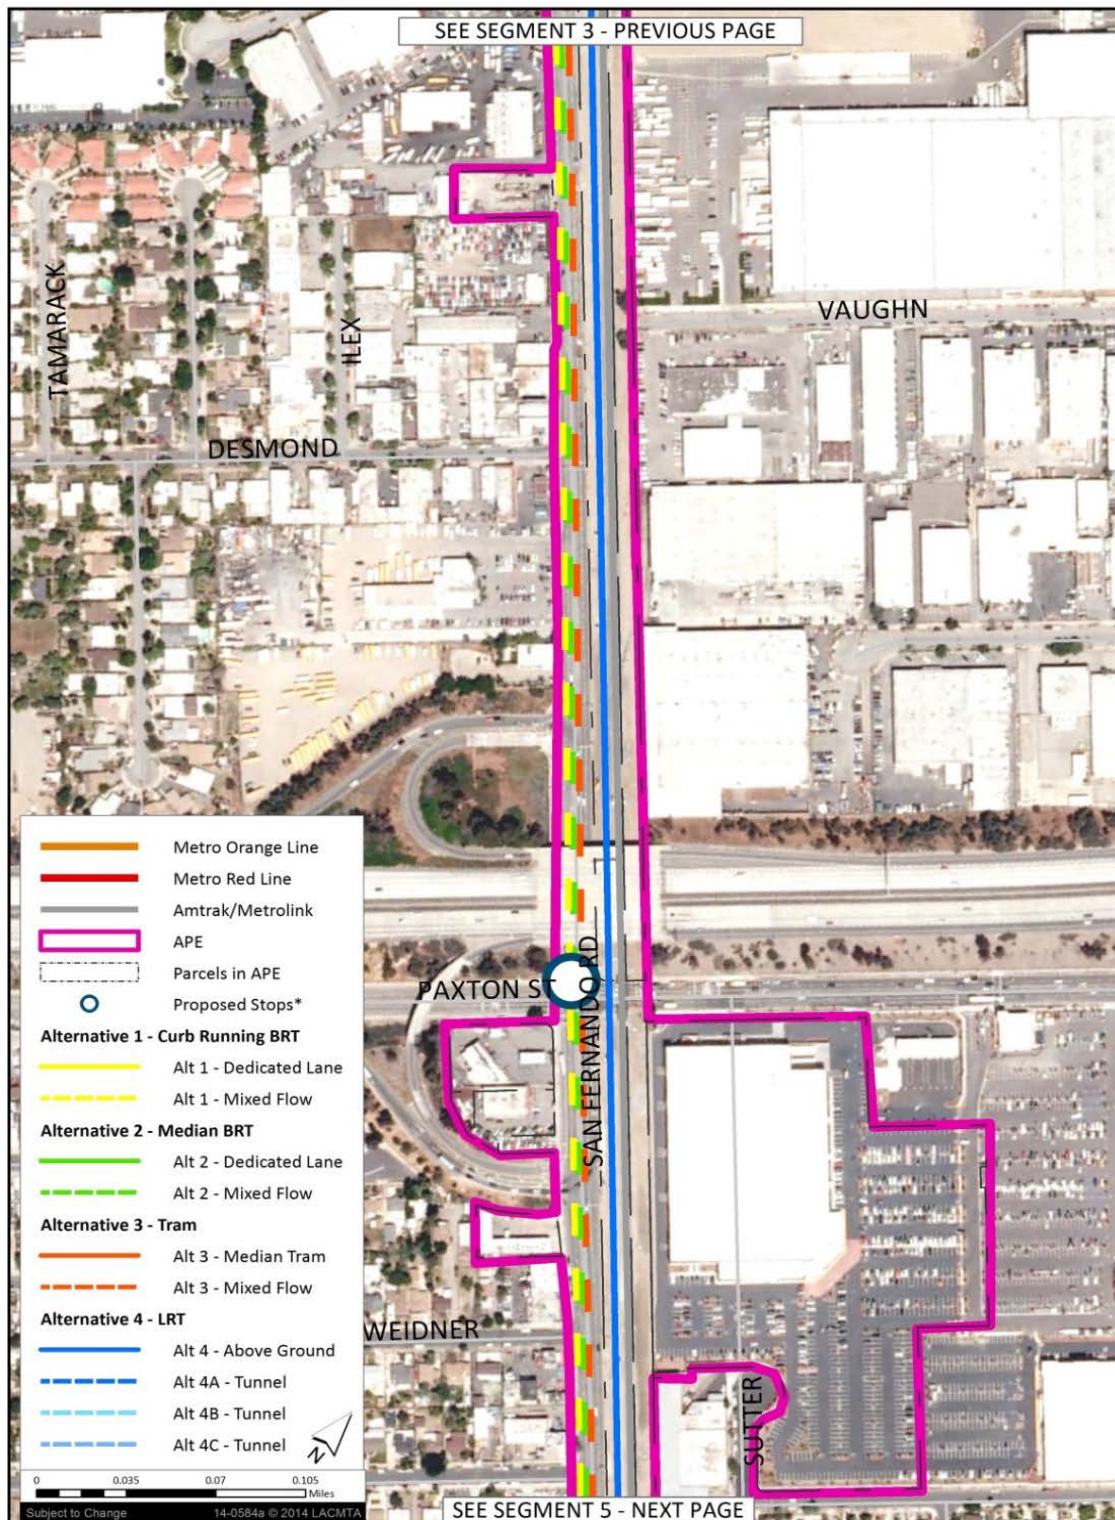 SEE SEGMENT 3 - PREVIOUS PAGE
VAUGHN
TAMARACK
ILEX
DESMOND
PAXTON ST
SAN FERNANDO RD
WEIDNER
SUTTER
Metro Orange Line
Metro Red Line
Amtrak/Metrolink
APE
Parcels in APE
Proposed Stops*
Alternative 1 - Curb Running BRT
Alt 1 - Dedicated Lane
Alt 1 - Mixed Flow
Alternative 2 - Median BRT
Alt 2 - Dedicated Lane
Alt 2 - Mixed Flow
Alternative 3 - Tram
Alt 3 - Median Tram
Alt 3 - Mixed Flow
Alternative 4 - LRT
Alt 4 - Above Ground
Alt 4A - Tunnel
Alt 4B - Tunnel
Alt 4C - Tunnel
N
0 0.035 0.07 0.105
Miles
Subject to Change 14-0584a © 2014 LACMTA
SEE SEGMENT 5 - NEXT PAGE